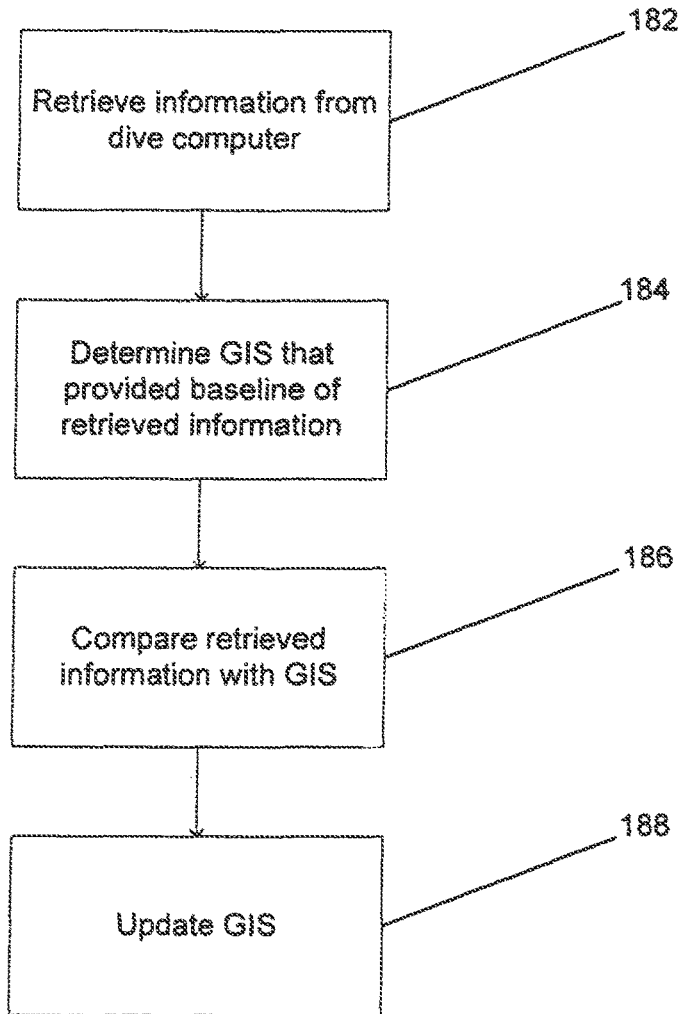 182
Retrieve information from
dive computer
184
Determine GIS that
provided baseline of
retrieved information
186
Compare retrieved
information with GIS
188
Update GIS